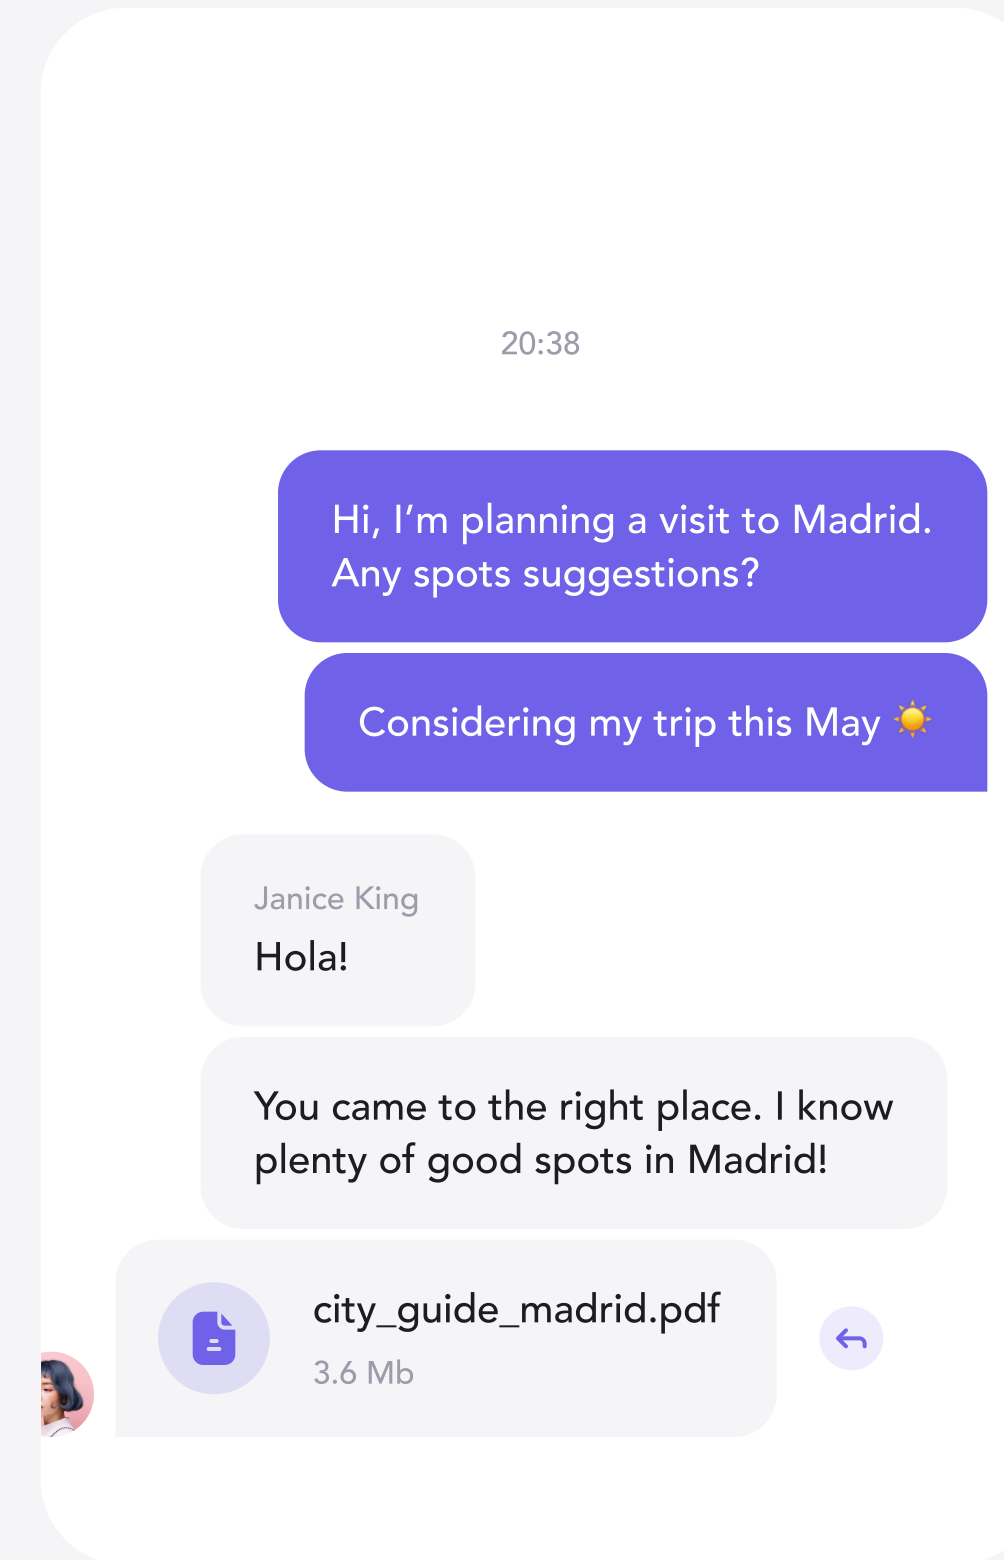 20:38
Hi, I’m planning a visit to Madrid.
Any spots suggestions?
Considering my trip this May ☀️
Janice King
Hola!
You came to the right place. I know
plenty of good spots in Madrid!
city_guide_madrid.pdf
3.6 Mb